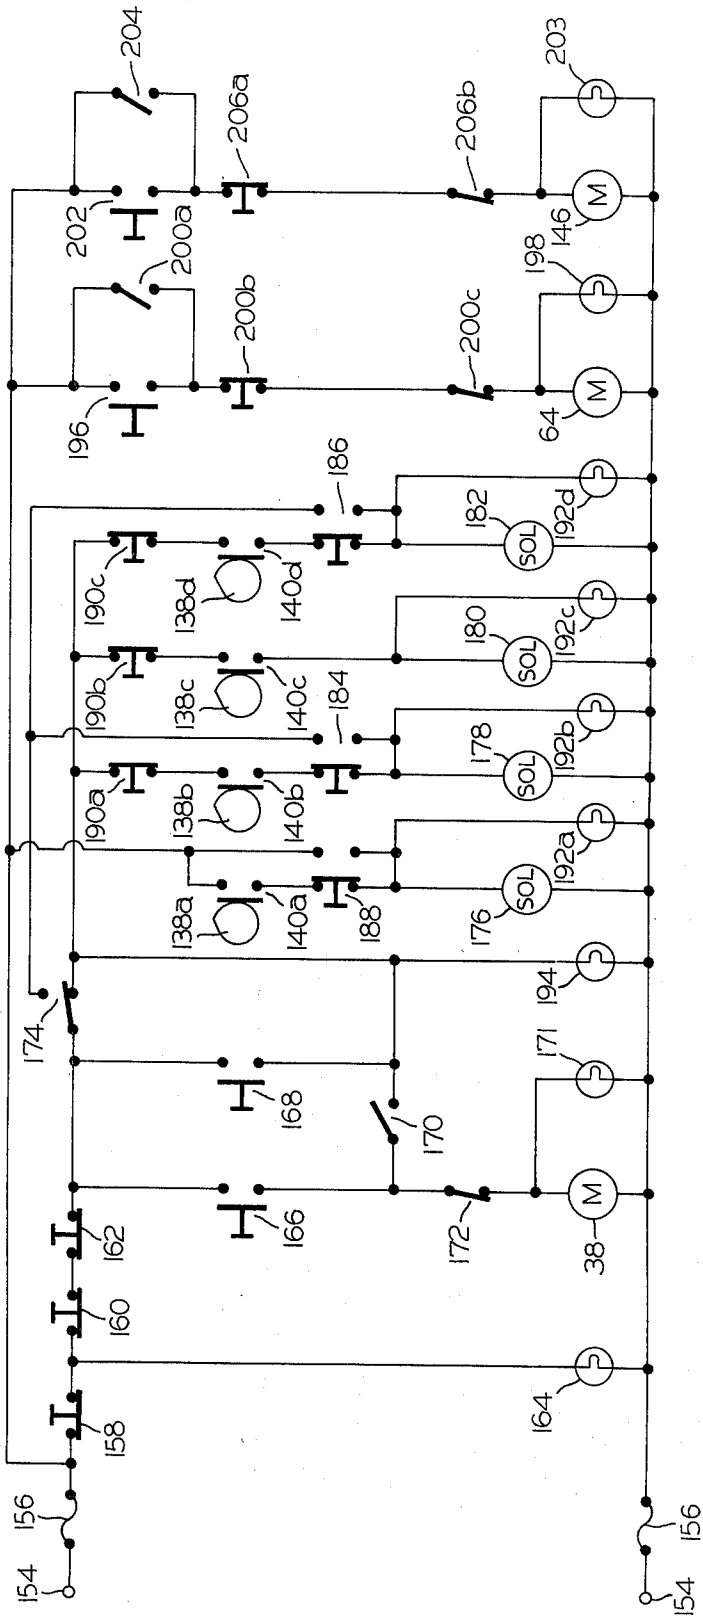 204
203
206a
206b
202
M
146
200a
198
200b
200c
196
M
64
186
182
192d
190c
140d
SOL
138d
180
192c
190b
140c
SOL
138c
184
178
192b
190a
140b
SOL
138b
192a
140a
SOL
138a
188
176
194
174
171
168
170
M
166
172
38
162
160
164
158
156
154
156
154